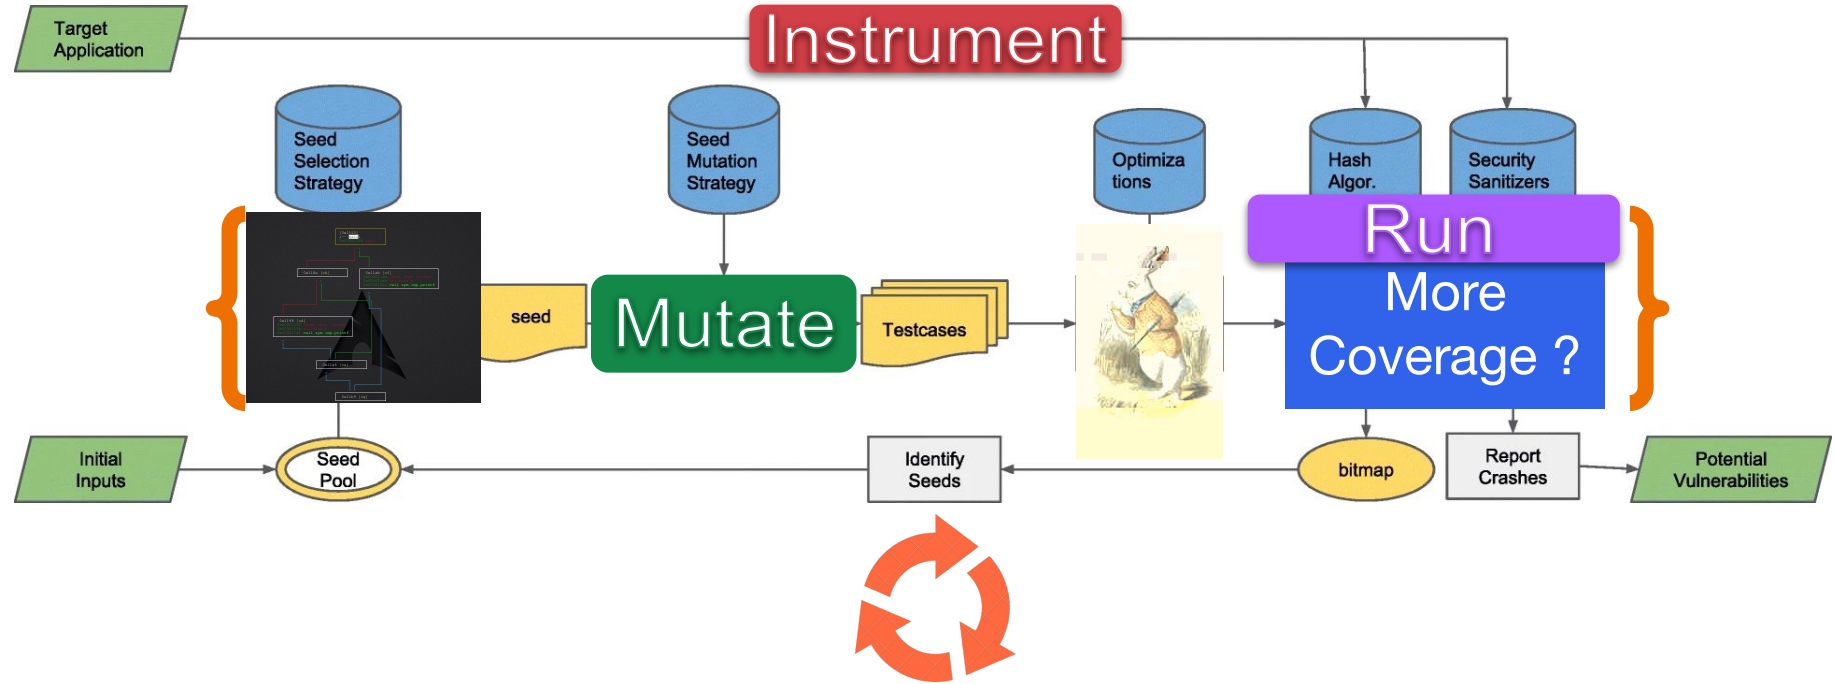 Target
Application
Instrument
Seed
Selection
Strategy
Seed
Mutation
Strategy
Optimiza
tions
Hash
Algor.
Security
Sanitizers
Run
More
Coverage ?
seed
Mutate
Testcases
Initial
Inputs
Seed
Pool
Identify
Seeds
bitmap
Report
Crashes
Potential
Vulnerabilities